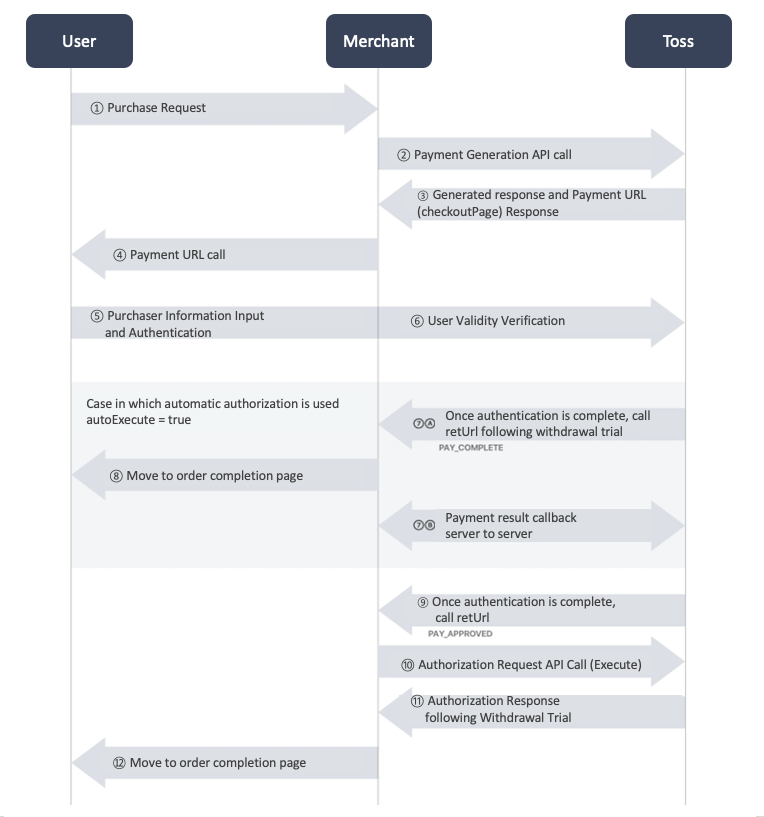 User
Merchant
Toss
① Purchase Request
② Payment Generation API call
③ Generated response and Payment URL
(checkoutPage) Response
④ Payment URL call
⑤ Purchaser Information Input
and Authentication
⑥ User Validity Verification
Case in which automatic authorization is used
autoExecute = true
⑦Ⓐ Once authentication is complete, call
retUrl following withdrawal trial
PAY_COMPLETE
⑧ Move to order completion page
⑦Ⓑ Payment result callback
server to server
⑨ Once authentication is complete,
call retUrl
PAY_APPROVED
⑩ Authorization Request API Call (Execute)
⑪ Authorization Response
following Withdrawal Trial
⑫ Move to order completion page